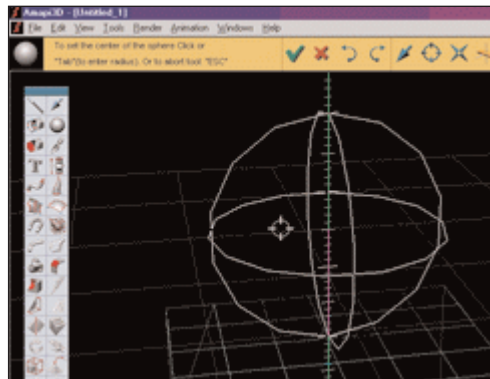 Amapi3D - [Untitled_1]
File Edit View Tools Render Animation Windows Help
To set the center of the sphere Click or
"Tab"(to enter radius). Or to abort tool: "ESC"
T